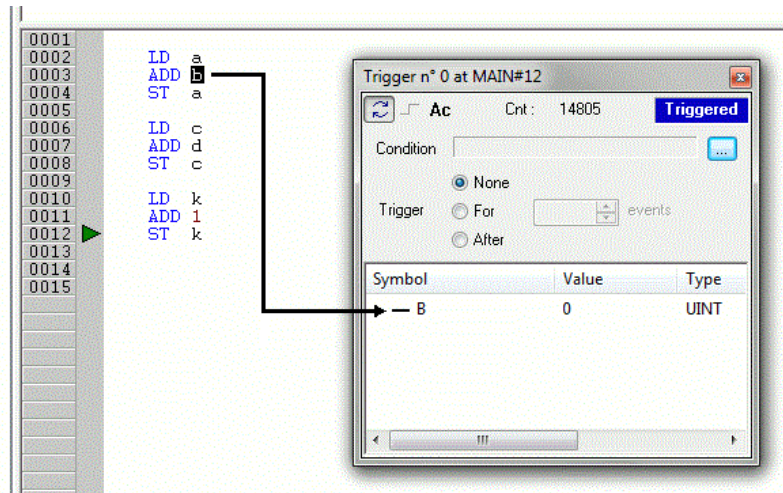 0001
0002 LD a
0003 ADD b
0004 ST a
0005
0006 LD c
0007 ADD d
0008 ST c
0009
0010 LD k
0011 ADD 1
0012 ST k
0013
0014
0015
Trigger n° 0 at MAIN#12
Ac Cnt : 14805 Triggered
Condition ...
None
Trigger For events
After
Symbol Value Type
B 0 UINT